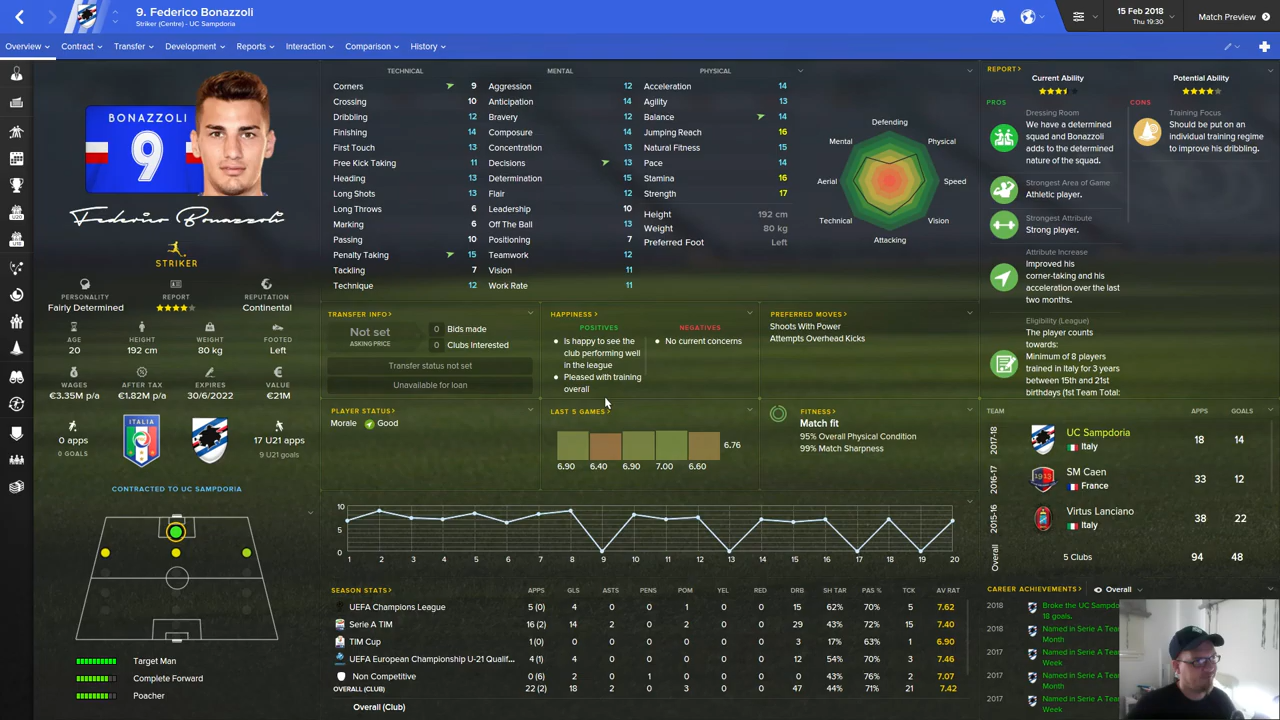 9. Federico Bonazzoli
Striker (Centre) - UC Sampdoria
15 Feb 2018
Thu 19:30
Match Preview
Overview
Contract
Transfer
Development
Reports
Interaction
Comparison
History
BONAZZOLI
9
Federico Bonazzoli
STRIKER
PERSONALITY
Fairly Determined
REPORT
REPUTATION
Continental
AGE
20
HEIGHT
192 cm
WEIGHT
80 kg
FOOTED
Left
WAGES
€3.35M p/a
AFTER TAX
€1.82M p/a
EXPIRES
30/6/2022
VALUE
€21M
0 apps
0 GOALS
ITALIA
17 U21 apps
9 U21 goals
CONTRACTED TO UC SAMPDORIA
Target Man
Complete Forward
Poacher
TECHNICAL
Corners 9
Crossing 10
Dribbling 12
Finishing 14
First Touch 13
Free Kick Taking 11
Heading 13
Long Shots 13
Long Throws 6
Marking 6
Passing 10
Penalty Taking 15
Tackling 7
Technique 12
MENTAL
Aggression 12
Anticipation 14
Bravery 12
Composure 14
Concentration 13
Decisions 13
Determination 15
Flair 12
Leadership 10
Off The Ball 13
Positioning 7
Teamwork 12
Vision 11
Work Rate 11
PHYSICAL
Acceleration 14
Agility 13
Balance 14
Jumping Reach 16
Natural Fitness 15
Pace 14
Stamina 16
Strength 17
Height 192 cm
Weight 80 kg
Preferred Foot Left
Defending
Physical
Speed
Vision
Attacking
Technical
Aerial
Mental
TRANSFER INFO>
Not set
ASKING PRICE
0 Bids made
0 Clubs Interested
Transfer status not set
Unavailable for loan
HAPPINESS >
POSITIVES
Is happy to see the
club performing well
in the league
Pleased with training
overall
NEGATIVES
No current concerns
PREFERRED MOVES>
Shoots With Power
Attempts Overhead Kicks
PLAYER STATUS>
Morale Good
LAST 5 GAMES>
6.90 6.40 6.90 7.00 6.60
6.76
FITNESS>
Match fit
95% Overall Physical Condition
99% Match Sharpness
10
5
0
1 2 3 4 5 6 7 8 9 10 11 12 13 14 15 16 17 18 19 20
SEASON STATS> APPS GLS ASTS PENS POM YEL RED DRB SH TAR PAS % TCK AV RAT
UEFA Champions League 5 (0) 4 0 0 1 0 0 15 62% 70% 5 7.62
Serie A TIM 16 (2) 14 2 0 2 0 0 29 43% 72% 15 7.40
TIM Cup 1 (0) 0 0 0 0 0 0 3 17% 63% 1 6.90
UEFA European Championship U-21 Qualif... 4 (1) 4 0 0 0 0 0 12 54% 70% 3 7.46
Non Competitive 0 (6) 2 0 1 0 0 0 13 43% 76% 2 7.07
OVERALL (CLUB) 22 (2) 18 2 0 3 0 0 47 44% 71% 21 7.42
Overall (Club)
REPORT>
Current Ability
Potential Ability
PROS
Dressing Room
We have a determined
squad and Bonazzoli
adds to the determined
nature of the squad.
Strongest Area of Game
Athletic player.
Strongest Attribute
Strong player.
Attribute Increase
Improved his
corner-taking and his
acceleration over the
last two months.
Eligibility (League)
The player counts
towards:
Minimum of 8 players
trained in Italy for 3 years
between 15th and 21st
birthdays (1st Team Total:
CONS
Training Focus
Should be put on an
individual training regime
to improve his dribbling.
TEAM APPS GOALS
2017-18 UC Sampdoria Italy 18 14
2016-17 SM Caen France 33 12
2015-16 Virtus Lanciano Italy 38 22
Overall 5 Clubs 94 48
CAREER ACHIEVEMENTS> Overall
2018 Broke the UC Sampdo
18 goals.
2018 Named in Serie A Tea
Month
2017 Named in Serie A Tea
Week
2017 Named in Serie A Tea
Month
2017 Named in Serie A Tea
Week